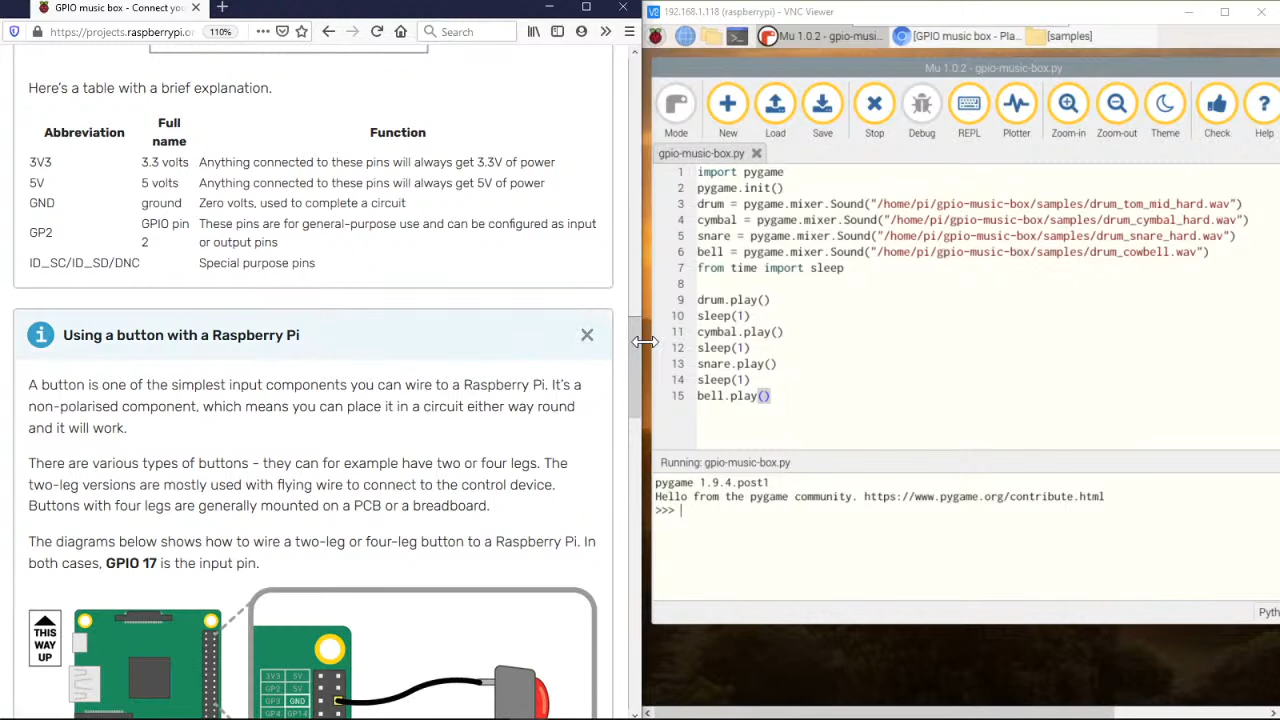 GPIO music box - Connect you
110%
/projects.raspberrypi.o
Search
Here's a table with a brief explanation.
Abbreviation Full name Function
3V3 3.3 volts Anything connected to these pins will always get 3.3V of power
5V 5 volts Anything connected to these pins will always get 5V of power
GND ground Zero volts, used to complete a circuit
GP2 GPIO pin 2 These pins are for general-purpose use and can be configured as input
or output pins
ID_SC/ID_SD/DNC Special purpose pins
Using a button with a Raspberry Pi
A button is one of the simplest input components you can wire to a Raspberry Pi. It's a
non-polarised component, which means you can place it in a circuit either way round
and it will work.
There are various types of buttons - they can for example have two or four legs. The
two-leg versions are mostly used with flying wire to connect to the control device.
Buttons with four legs are generally mounted on a PCB or a breadboard.
The diagrams below shows how to wire a two-leg or four-leg button to a Raspberry Pi. In
both cases, GPIO 17 is the input pin.
THIS
WAY
UP
3V3 5V
GP2 5V
GP3 GND
GP4 GP14
192.168.1.118 (raspberrypi) - VNC Viewer
Mu 1.0.2 - gpio-musi... [GPIO music box - Pla... [samples]
Mu 1.0.2 - gpio-music-box.py
Mode New Load Save Stop Debug REPL Plotter Zoom-in Zoom-out Theme Check Help
gpio-music-box.py
1 import pygame
2 pygame.init()
3 drum = pygame.mixer.Sound("/home/pi/gpio-music-box/samples/drum_tom_mid_hard.wav")
4 cymbal = pygame.mixer.Sound("/home/pi/gpio-music-box/samples/drum_cymbal_hard.wav")
5 snare = pygame.mixer.Sound("/home/pi/gpio-music-box/samples/drum_snare_hard.wav")
6 bell = pygame.mixer.Sound("/home/pi/gpio-music-box/samples/drum_cowbell.wav")
7 from time import sleep
8
9 drum.play()
10 sleep(1)
11 cymbal.play()
12 sleep(1)
13 snare.play()
14 sleep(1)
15 bell.play()
Running: gpio-music-box.py
pygame 1.9.4.post1
Hello from the pygame community. https://www.pygame.org/contribute.html
>>>
Pyth